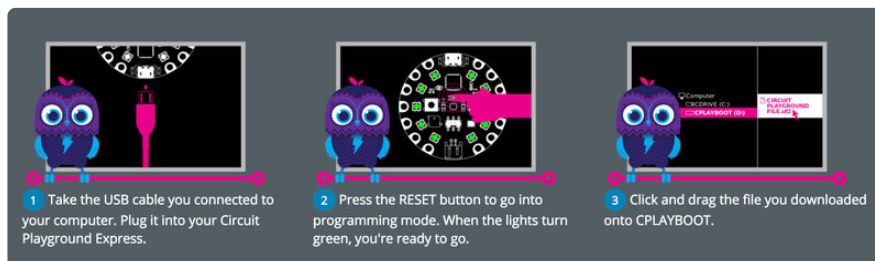 Computer
CDRIVE (C:)
CPLAYBOOT (D:)
CIRCUIT
PLAYGROUND
FILE.uf2
1 Take the USB cable you connected to
your computer. Plug it into your Circuit
Playground Express.
2 Press the RESET button to go into
programming mode. When the lights turn
green, you're ready to go.
3 Click and drag the file you downloaded
onto CPLAYBOOT.